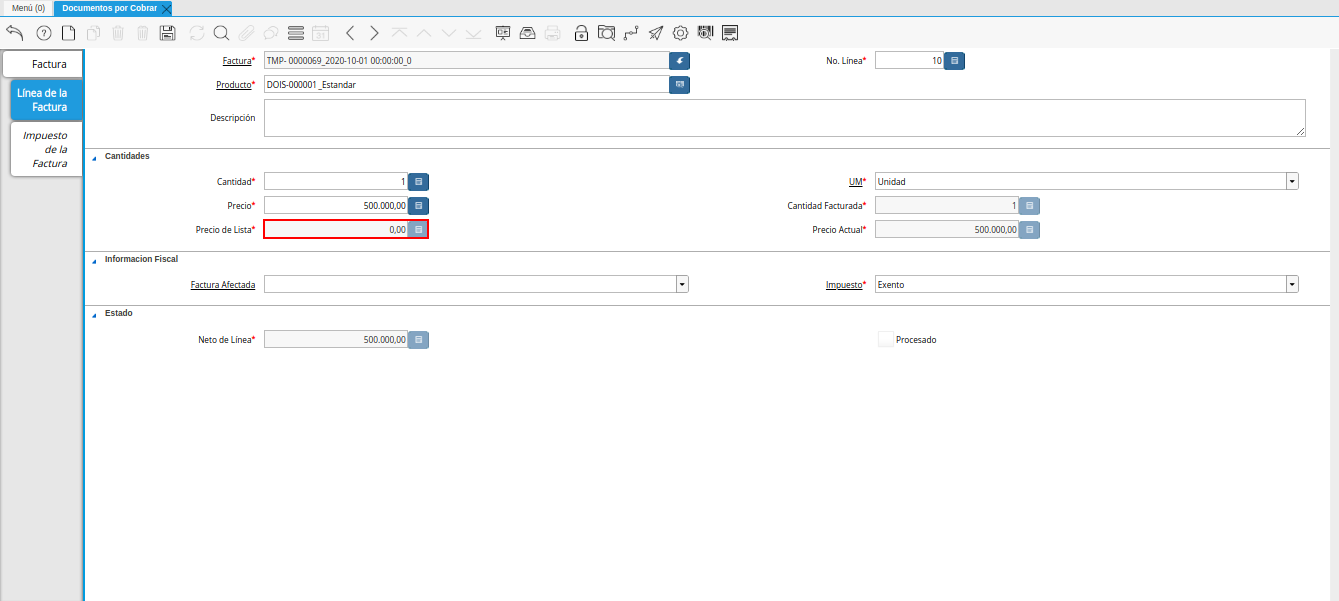 Menú (0) Documentos por Cobrar
Factura
Línea de la
Factura
Impuesto
de la
Factura
Factura* TMP- 0000069_2020-10-01 00:00:00_0 No. Línea* 10
Producto* DOIS-000001_Estandar
Descripción
Cantidades
Cantidad* 1 UM* Unidad
Precio* 500.000,00 Cantidad Facturada* 1
Precio de Lista* 0,00 Precio Actual* 500.000,00
Informacion Fiscal
Factura Afectada Impuesto* Exento
Estado
Neto de Línea* 500.000,00 Procesado